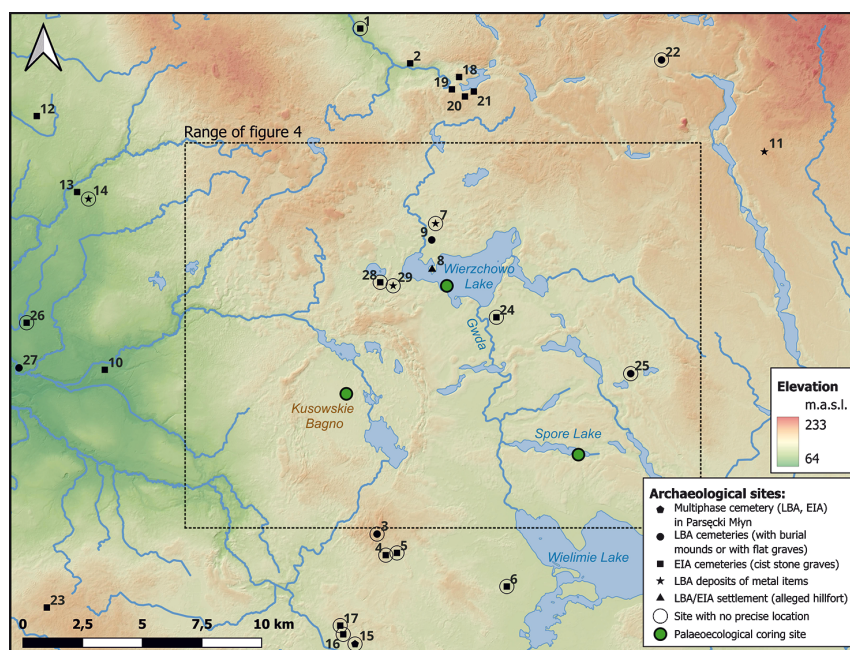 1
2
18
22
19
20
21
12
Range of figure 4
11
13
14
7
9
8
Wierzchowo
Lake
28
29
24
Gwda
26
27
10
25
Kusowskie
Bagno
Spore Lake
Elevation
m.a.s.l.
233
64
3
4
5
Wielimie Lake
6
23
17
16
15
0
2,5
5
7,5
10 km
Archaeological sites:
Multiphase cemetery (LBA, EIA)
in Parsęcki Młyn
LBA cemeteries (with burial
mounds or with flat graves)
EIA cemeteries (cist stone graves)
LBA deposits of metal items
LBA/EIA settlement (alleged hillfort)
Site with no precise location
Palaeoecological coring site